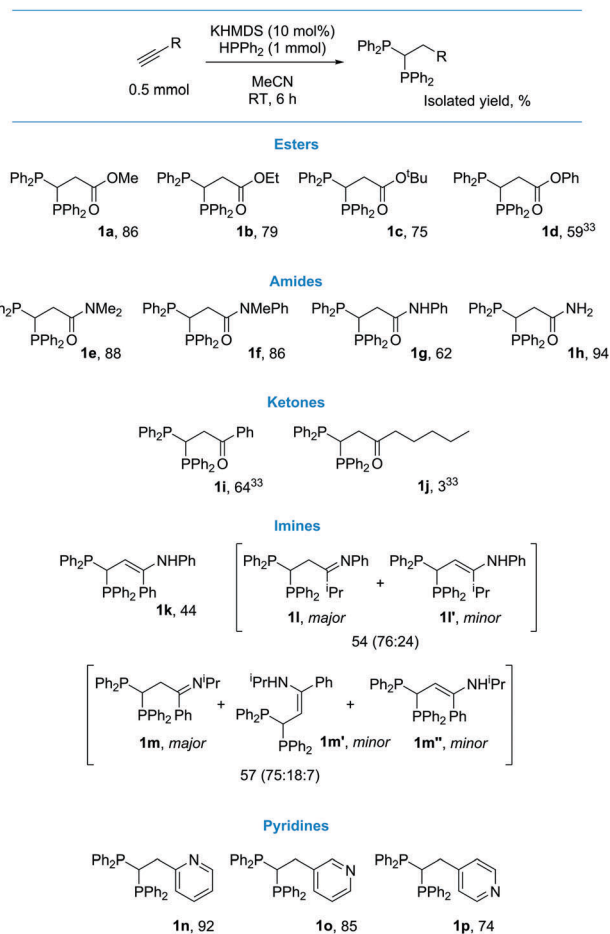 KHMDS (10 mol%)
HPPh2 (1 mmol)
R
0.5 mmol
MeCN
RT, 6 h
Ph2P
R
PPh2
Isolated yield, %
Esters
Ph2P OMe
PPh2 O
1a, 86
Ph2P OEt
PPh2 O
1b, 79
Ph2P OtBu
PPh2 O
1c, 75
Ph2P OPh
PPh2 O
1d, 59³³
Amides
Ph2P NMe2
PPh2 O
1e, 88
Ph2P NMePh
PPh2 O
1f, 86
Ph2P NHPh
PPh2 O
1g, 62
Ph2P NH2
PPh2 O
1h, 94
Ketones
Ph2P Ph
PPh2 O
1i, 64³³
Ph2P
PPh2 O
1j, 3³³
Imines
Ph2P NHPh
PPh2 Ph
1k, 44
Ph2P NPh
PPh2 iPr
1l, major
+
Ph2P NHPh
PPh2 iPr
1l', minor
54 (76:24)
Ph2P NiPr
PPh2 Ph
1m, major
+
iPrHN Ph
Ph2P
PPh2
1m', minor
+
Ph2P NHiPr
PPh2 Ph
1m'', minor
57 (75:18:7)
Pyridines
Ph2P N
PPh2
1n, 92
Ph2P N
PPh2
1o, 85
Ph2P
PPh2 N
1p, 74